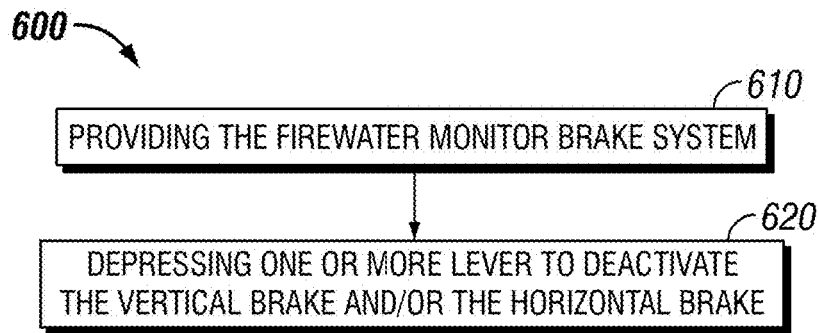 600
610
PROVIDING THE FIREWATER MONITOR BRAKE SYSTEM
620
DEPRESSING ONE OR MORE LEVER TO DEACTIVATE
THE VERTICAL BRAKE AND/OR THE HORIZONTAL BRAKE